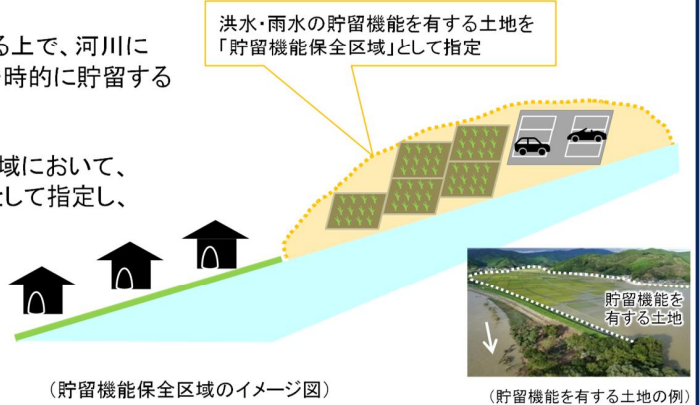 洪水・雨水の貯留機能を有する土地を
「貯留機能保全区域」として指定
る上で、河川に
時的に貯留する
域において、
として指定し、
貯留機能を
有する土地
（貯留機能保全区域のイメージ図）
（貯留機能を有する土地の例）